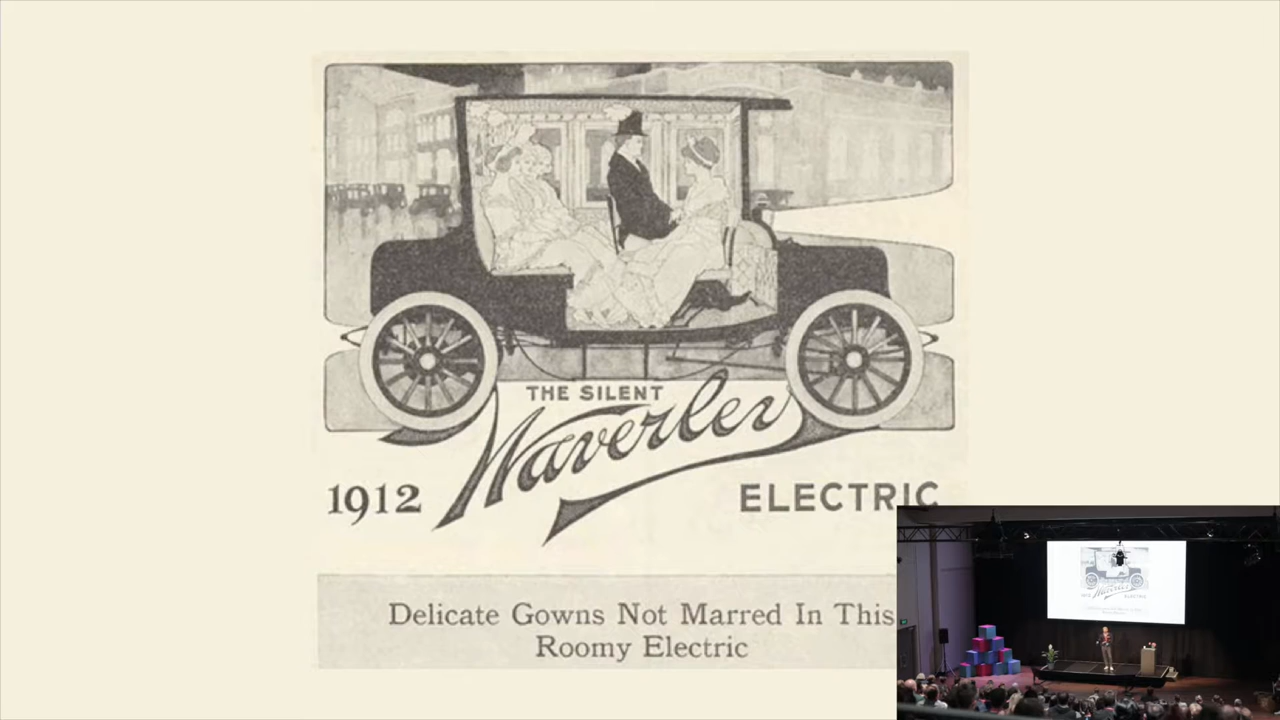 THE SILENT
Waverley
1912
ELECTRIC
Delicate Gowns Not Marred In This
Roomy Electric